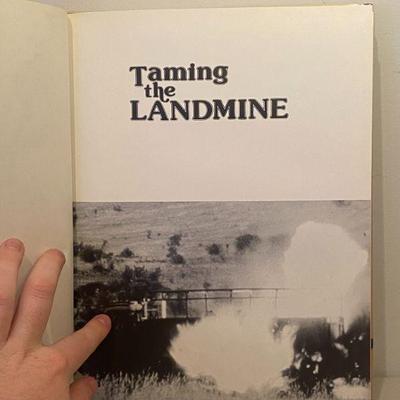 Taming
the
LANDMINE